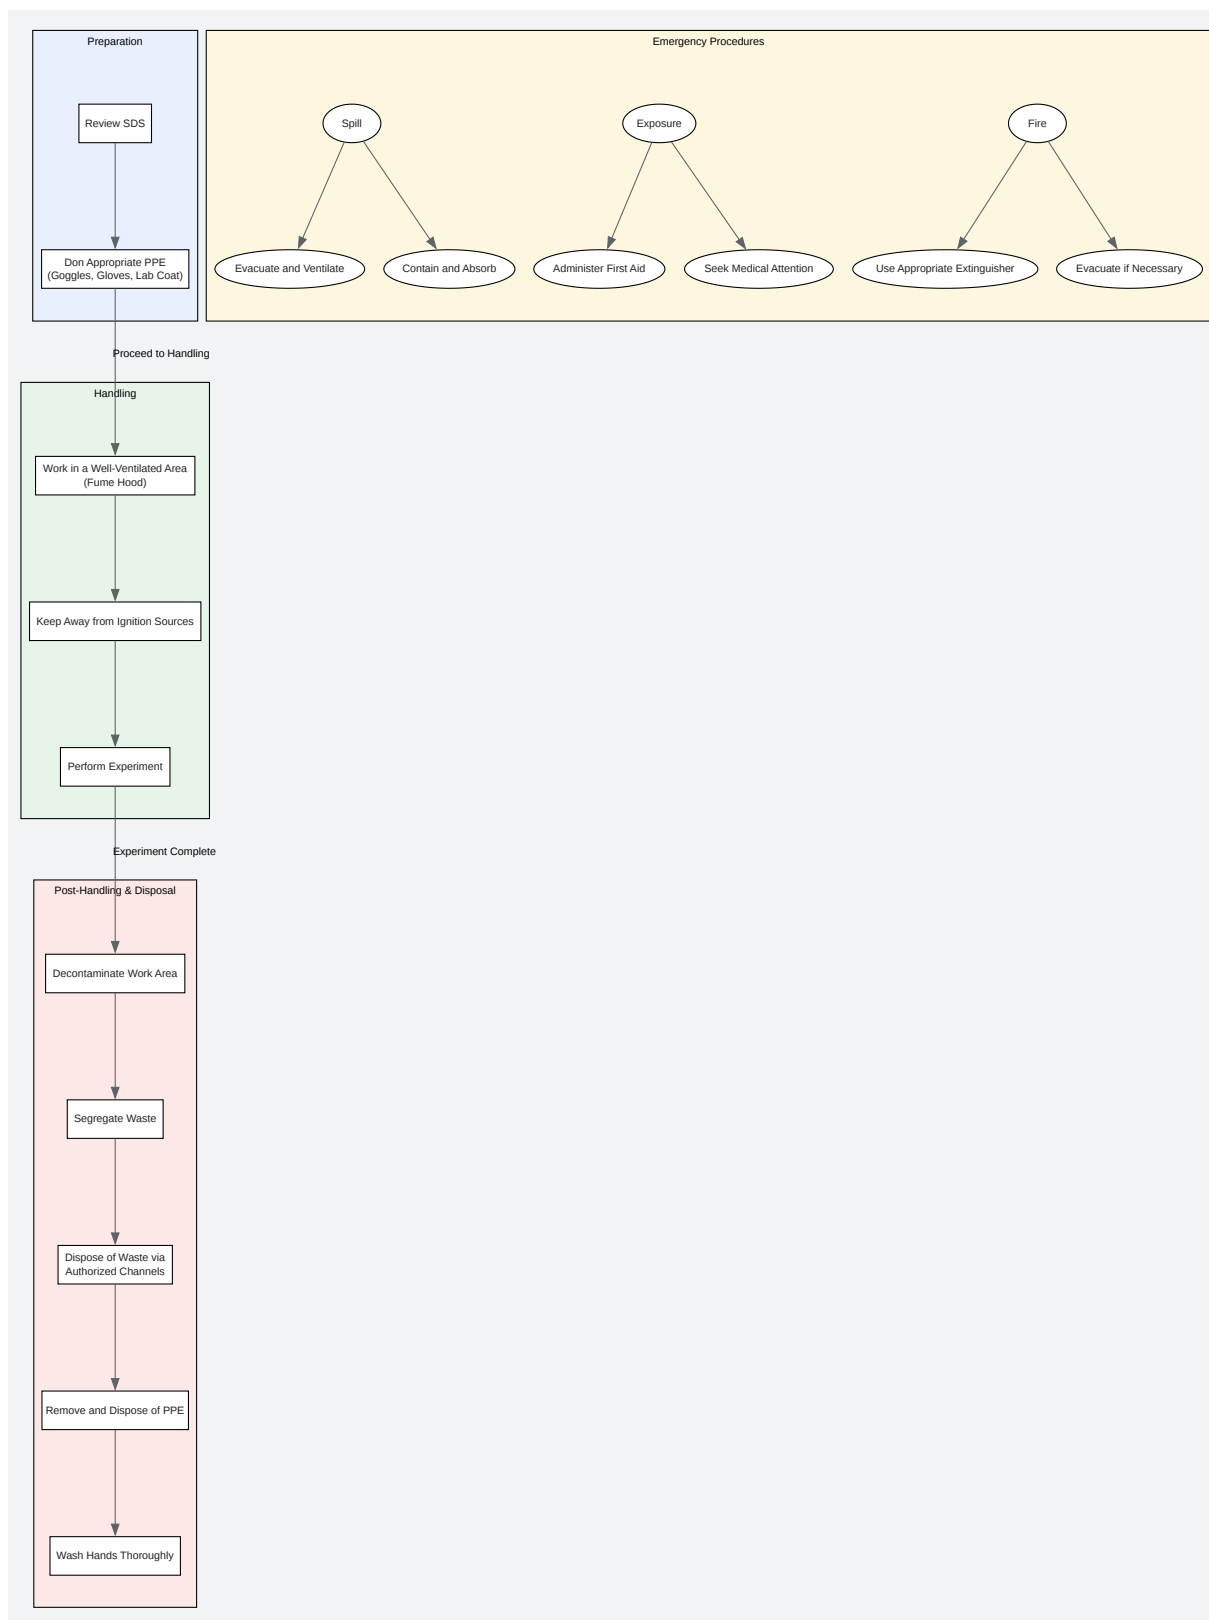 Preparation
Review SDS
Don Appropriate PPE
(Goggles, Gloves, Lab Coat)
Emergency Procedures
Spill
Exposure
Fire
Evacuate and Ventilate
Contain and Absorb
Administer First Aid
Seek Medical Attention
Use Appropriate Extinguisher
Evacuate if Necessary
Proceed to Handling
Handling
Work in a Well-Ventilated Area
(Fume Hood)
Keep Away from Ignition Sources
Perform Experiment
Experiment Complete
Post-Handling & Disposal
Decontaminate Work Area
Segregate Waste
Dispose of Waste via
Authorized Channels
Remove and Dispose of PPE
Wash Hands Thoroughly